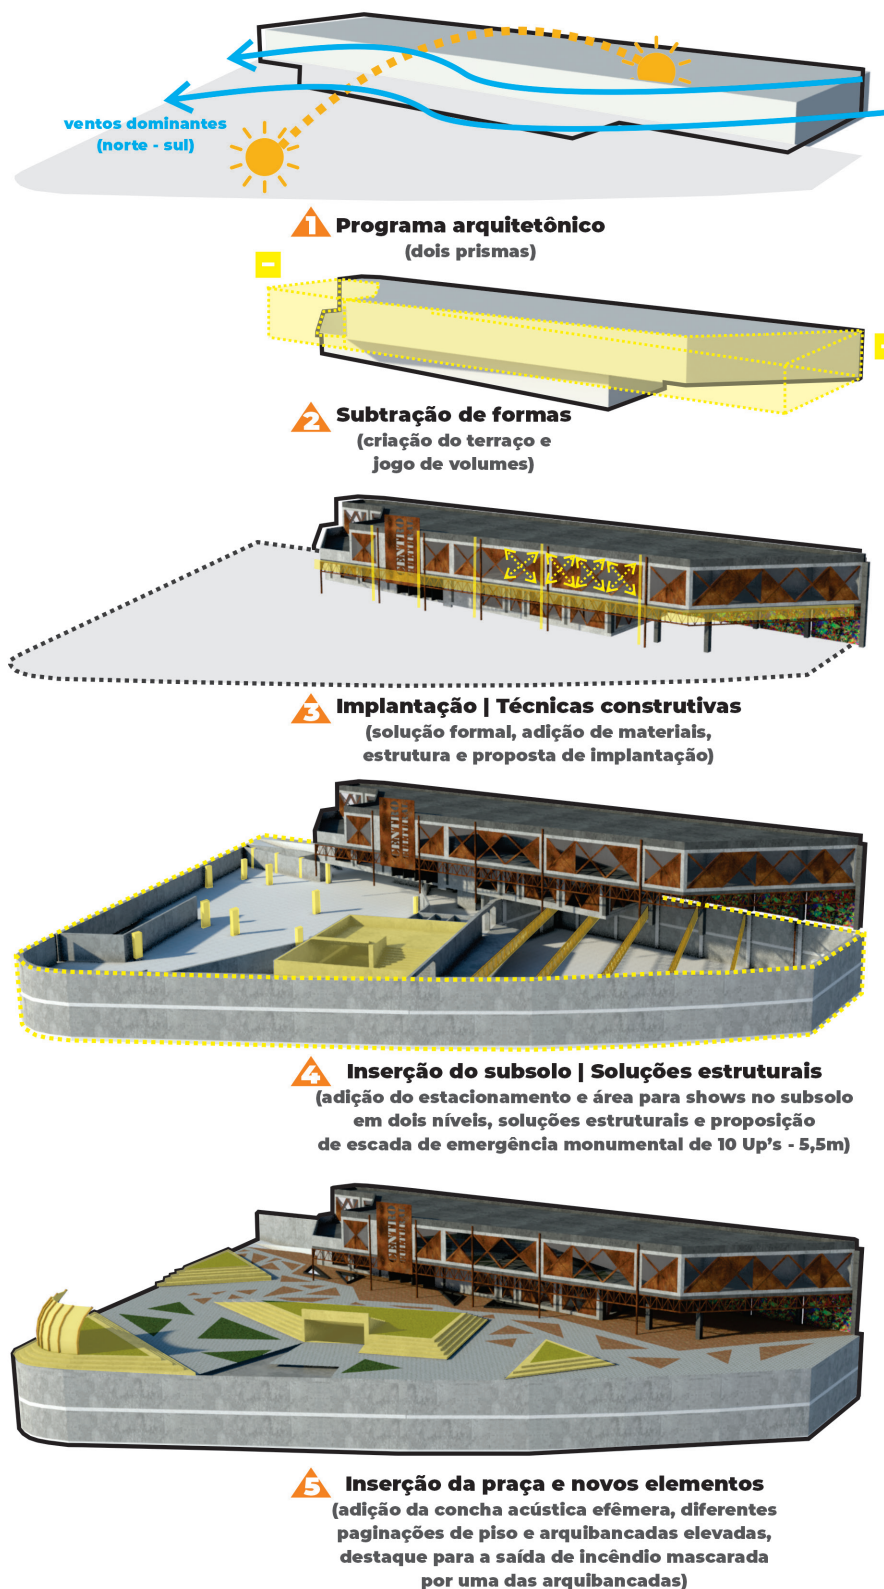 ventos dominantes
(norte - sul)
1 Programa arquitetônico
(dois prismas)
-
-
2 Subtração de formas
(criação do terraço e
jogo de volumes)
CENTRO
3 Implantação | Técnicas construtivas
(solução formal, adição de materiais,
estrutura e proposta de implantação)
CENTRO
4 Inserção do subsolo | Soluções estruturais
(adição do estacionamento e área para shows no subsolo
em dois níveis, soluções estruturais e proposição
de escada de emergência monumental de 10 Up's - 5,5m)
CENTRO
5 Inserção da praça e novos elementos
(adição da concha acústica efêmera, diferentes
paginações de piso e arquibancadas elevadas,
destaque para a saída de incêndio mascarada
por uma das arquibancadas)